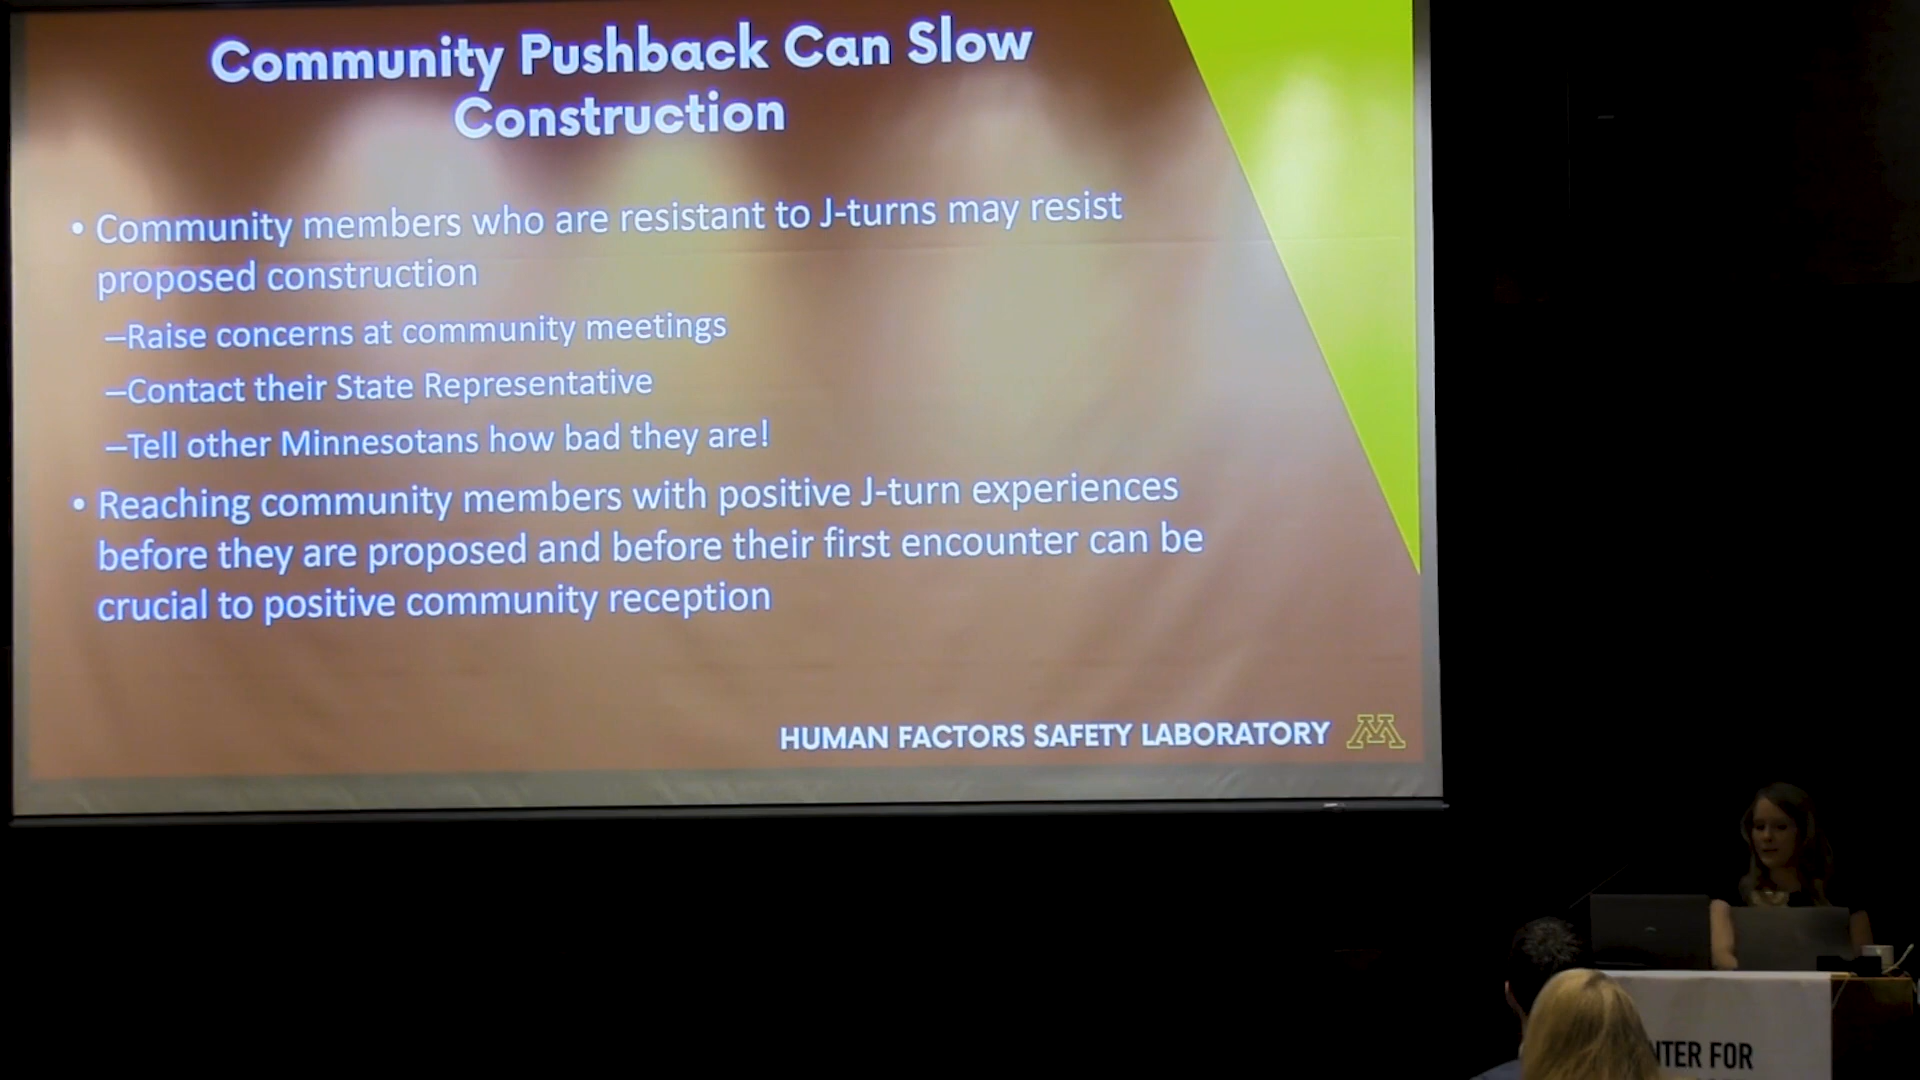 Community Pushback Can Slow
Construction
• Community members who are resistant to J-turns may resist
proposed construction
–Raise concerns at community meetings
–Contact their State Representative
–Tell other Minnesotans how bad they are!
• Reaching community members with positive J-turn experiences
before they are proposed and before their first encounter can be
crucial to positive community reception
HUMAN FACTORS SAFETY LABORATORY M
FOR